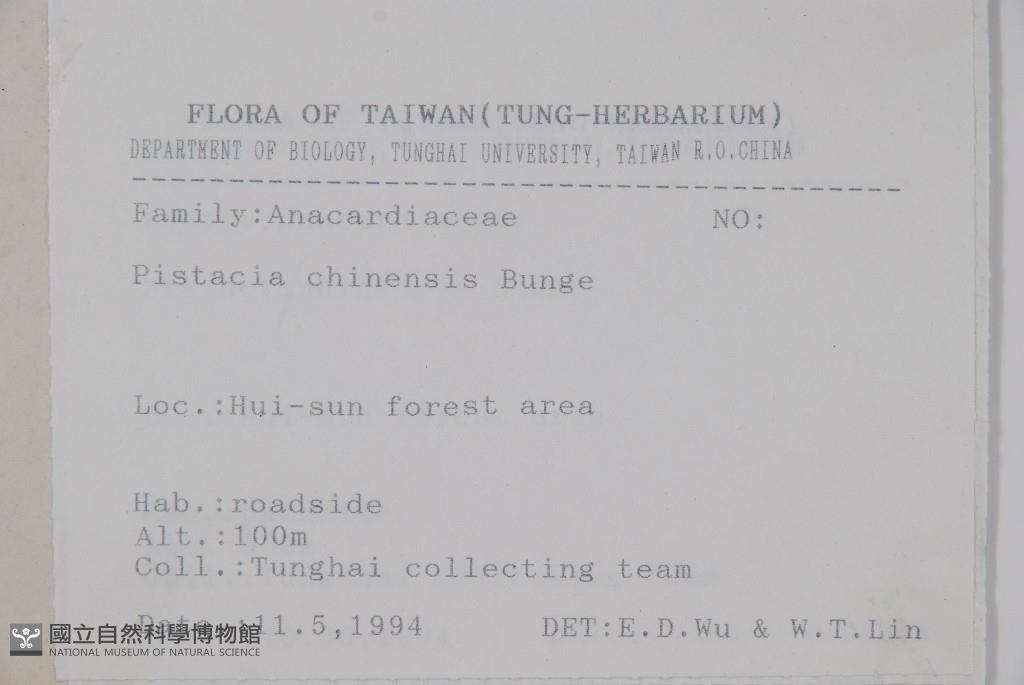 FLORA OF TAIWAN(TUNG-HERBARIUM)
DEPARTMENT OF BIOLOGY, TUNGHAI UNIVERSITY, TAIWAN R.O.CHINA
Family:Anacardiaceae NO:
Pistacia chinensis Bunge
Loc.:Hui-sun forest area
Hab.:roadside
Alt.:100m
Coll.:Tunghai collecting team
Date.:11.5,1994 DET:E.D.Wu & W.T.Lin
國立自然科學博物館
NATIONAL MUSEUM OF NATURAL SCIENCE